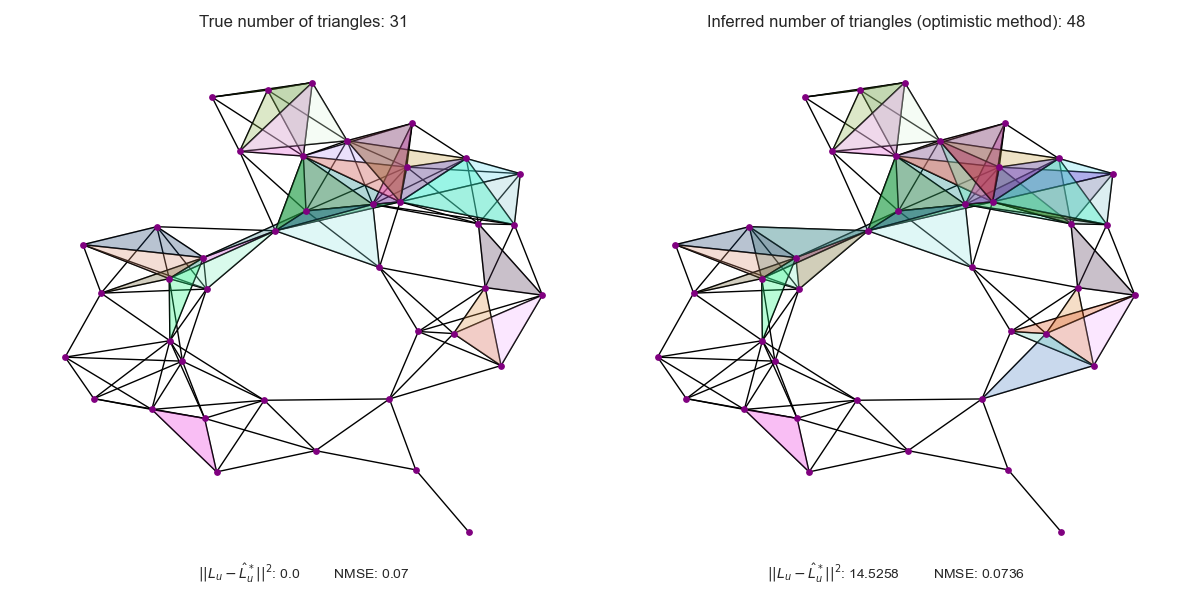 True number of triangles: 31
Inferred number of triangles (optimistic method): 48
$||L_u - \hat{L}_u^*||^2$: 0.0 NMSE: 0.07
$||L_u - \hat{L}_u^*||^2$: 14.5258 NMSE: 0.0736